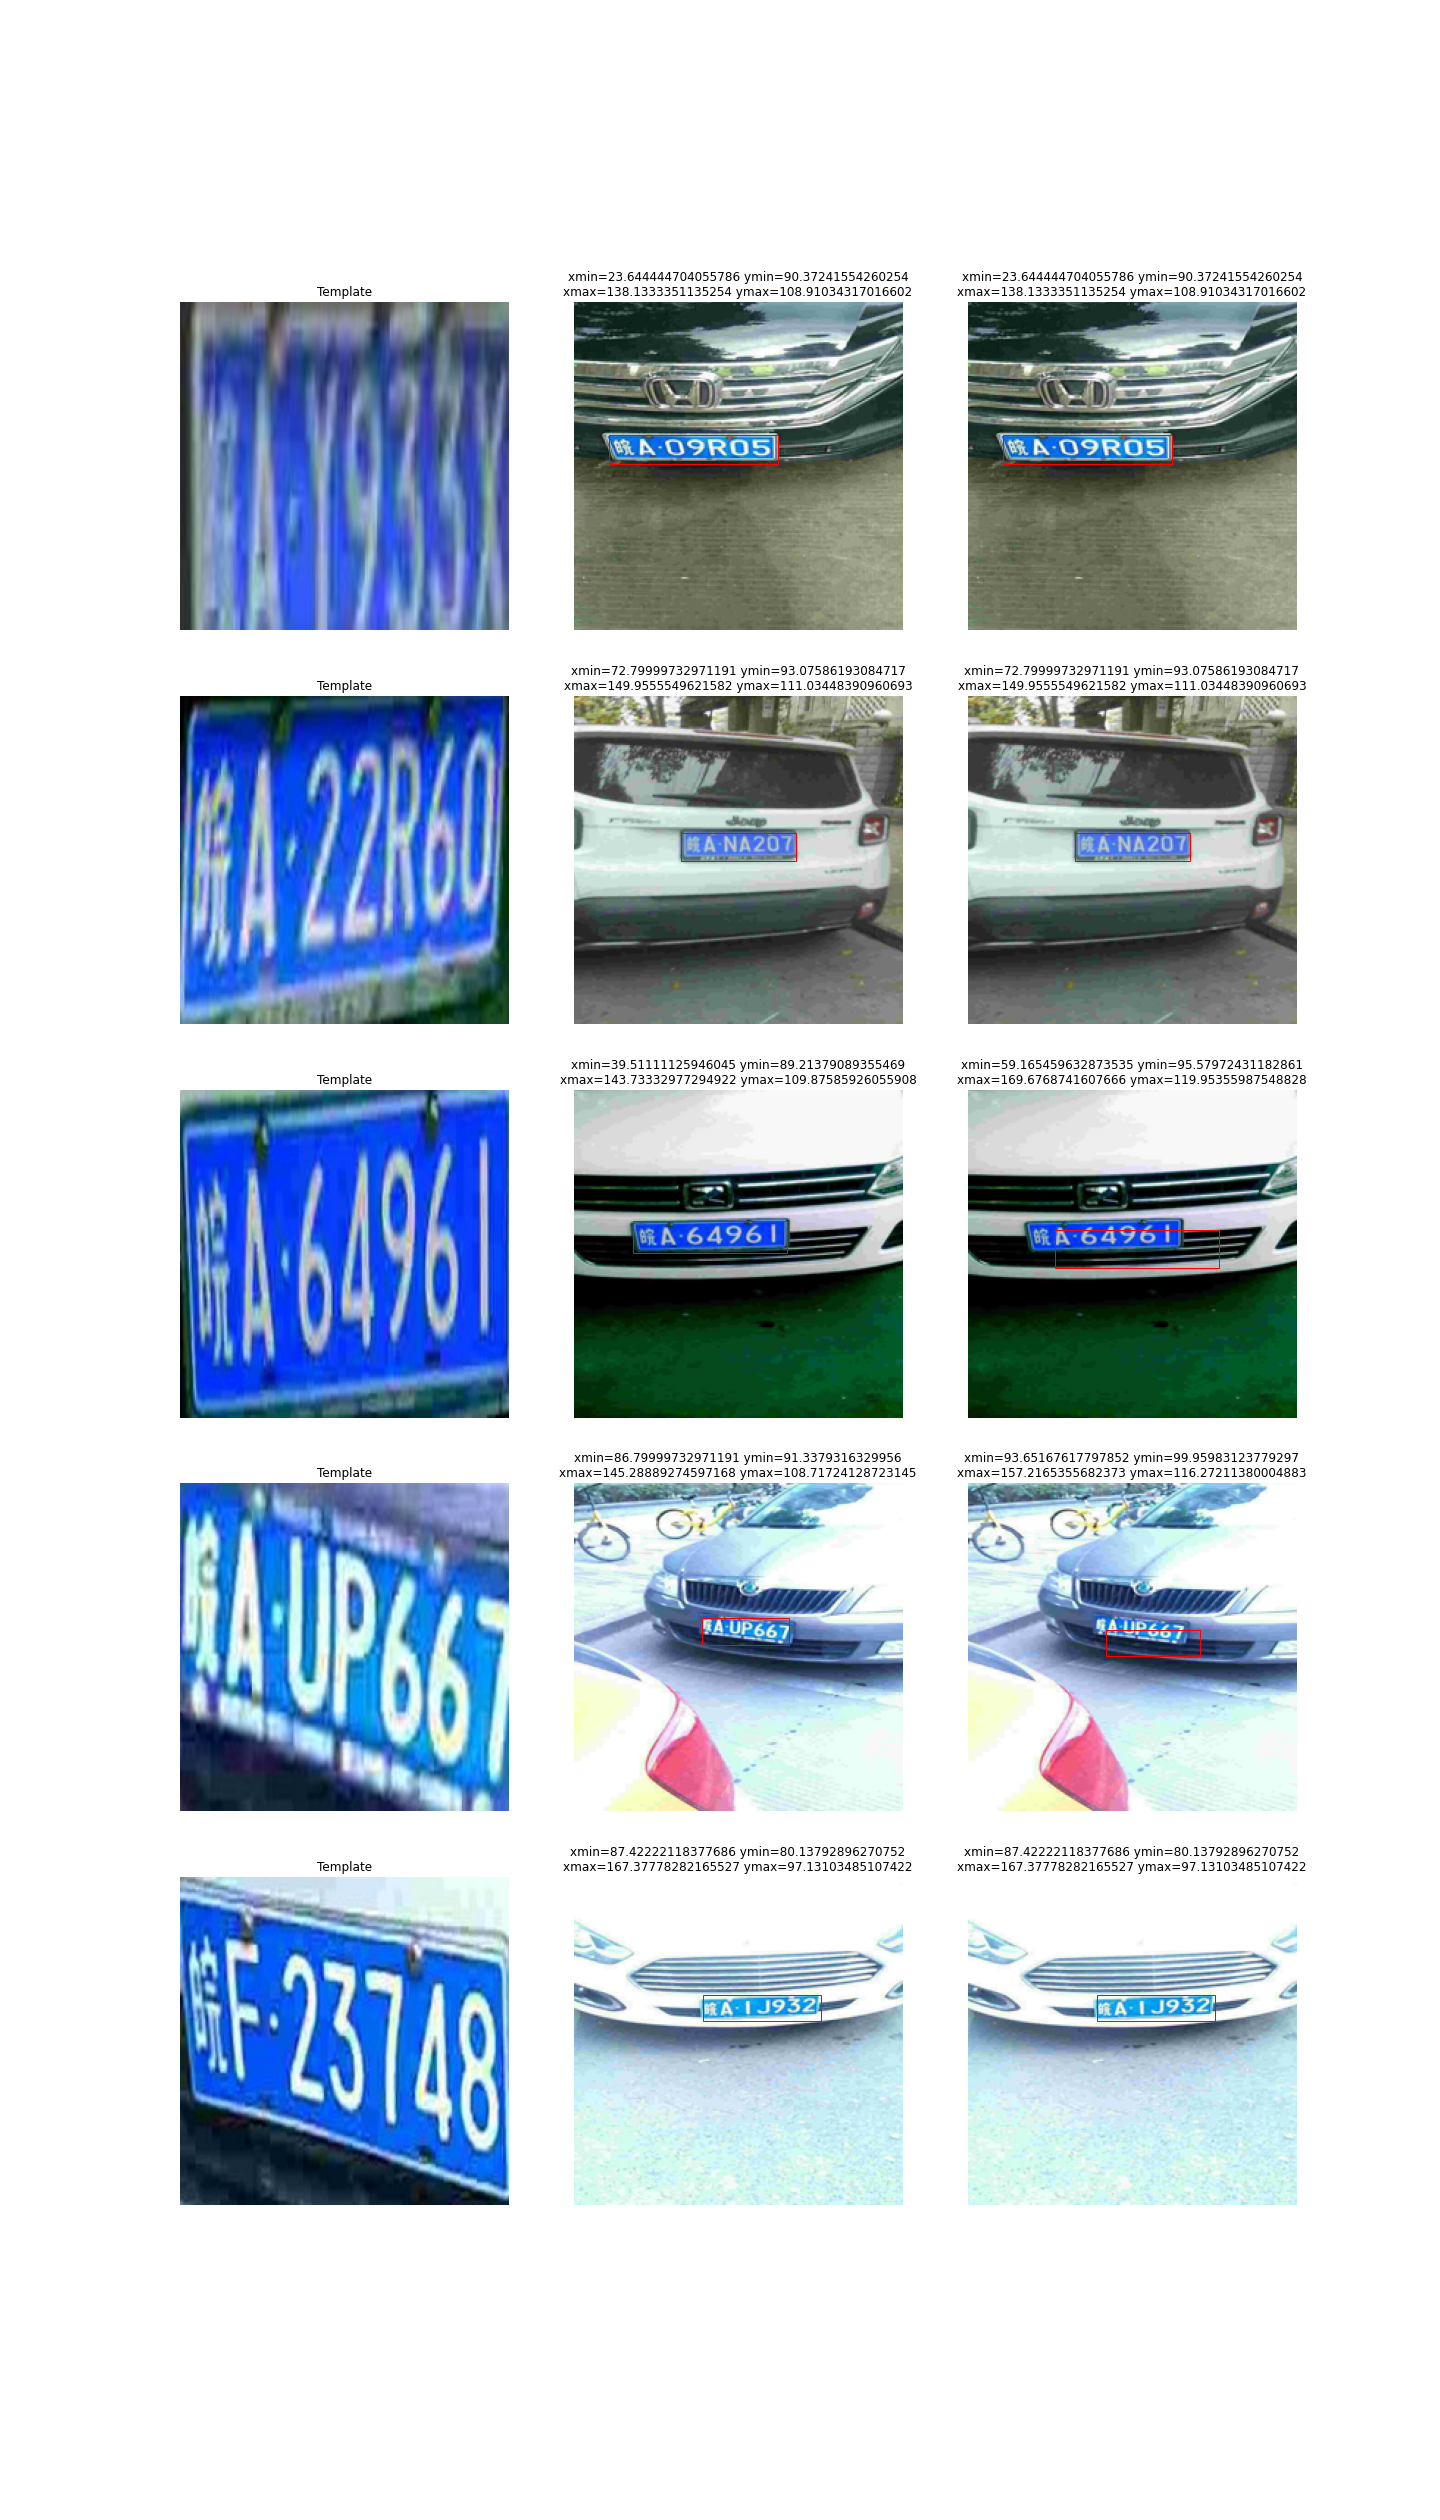 xmin=23.644444704055786 ymin=90.37241554260254
xmax=138.1333351135254 ymax=108.91034317016602
xmin=23.644444704055786 ymin=90.37241554260254
xmax=138.1333351135254 ymax=108.91034317016602
Template
A·Y933X
皖A·09R05
皖A·09R05
xmin=72.79999732971191 ymin=93.07586193084717
xmax=149.9555549621582 ymax=111.03448390960693
xmin=72.79999732971191 ymin=93.07586193084717
xmax=149.9555549621582 ymax=111.03448390960693
Template
皖A·22R60
Jeep
皖A·NA207
Jeep
皖A·NA207
xmin=39.51111125946045 ymin=89.21379089355469
xmax=143.73332977294922 ymax=109.87585926055908
xmin=59.165459632873535 ymin=95.57972431182861
xmax=169.6768741607666 ymax=119.95355987548828
Template
皖A·64961
皖A·64961
皖A·64961
xmin=86.79999732971191 ymin=91.3379316329956
xmax=145.28889274597168 ymax=108.71724128723145
xmin=93.65167617797852 ymin=99.95983123779297
xmax=157.2165355682373 ymax=116.27211380004883
Template
皖A·UP667
皖A·UP667
皖A·UP667
xmin=87.42222118377686 ymin=80.13792896270752
xmax=167.37778282165527 ymax=97.13103485107422
xmin=87.42222118377686 ymin=80.13792896270752
xmax=167.37778282165527 ymax=97.13103485107422
Template
皖F·23748
皖A·1J932
皖A·1J932